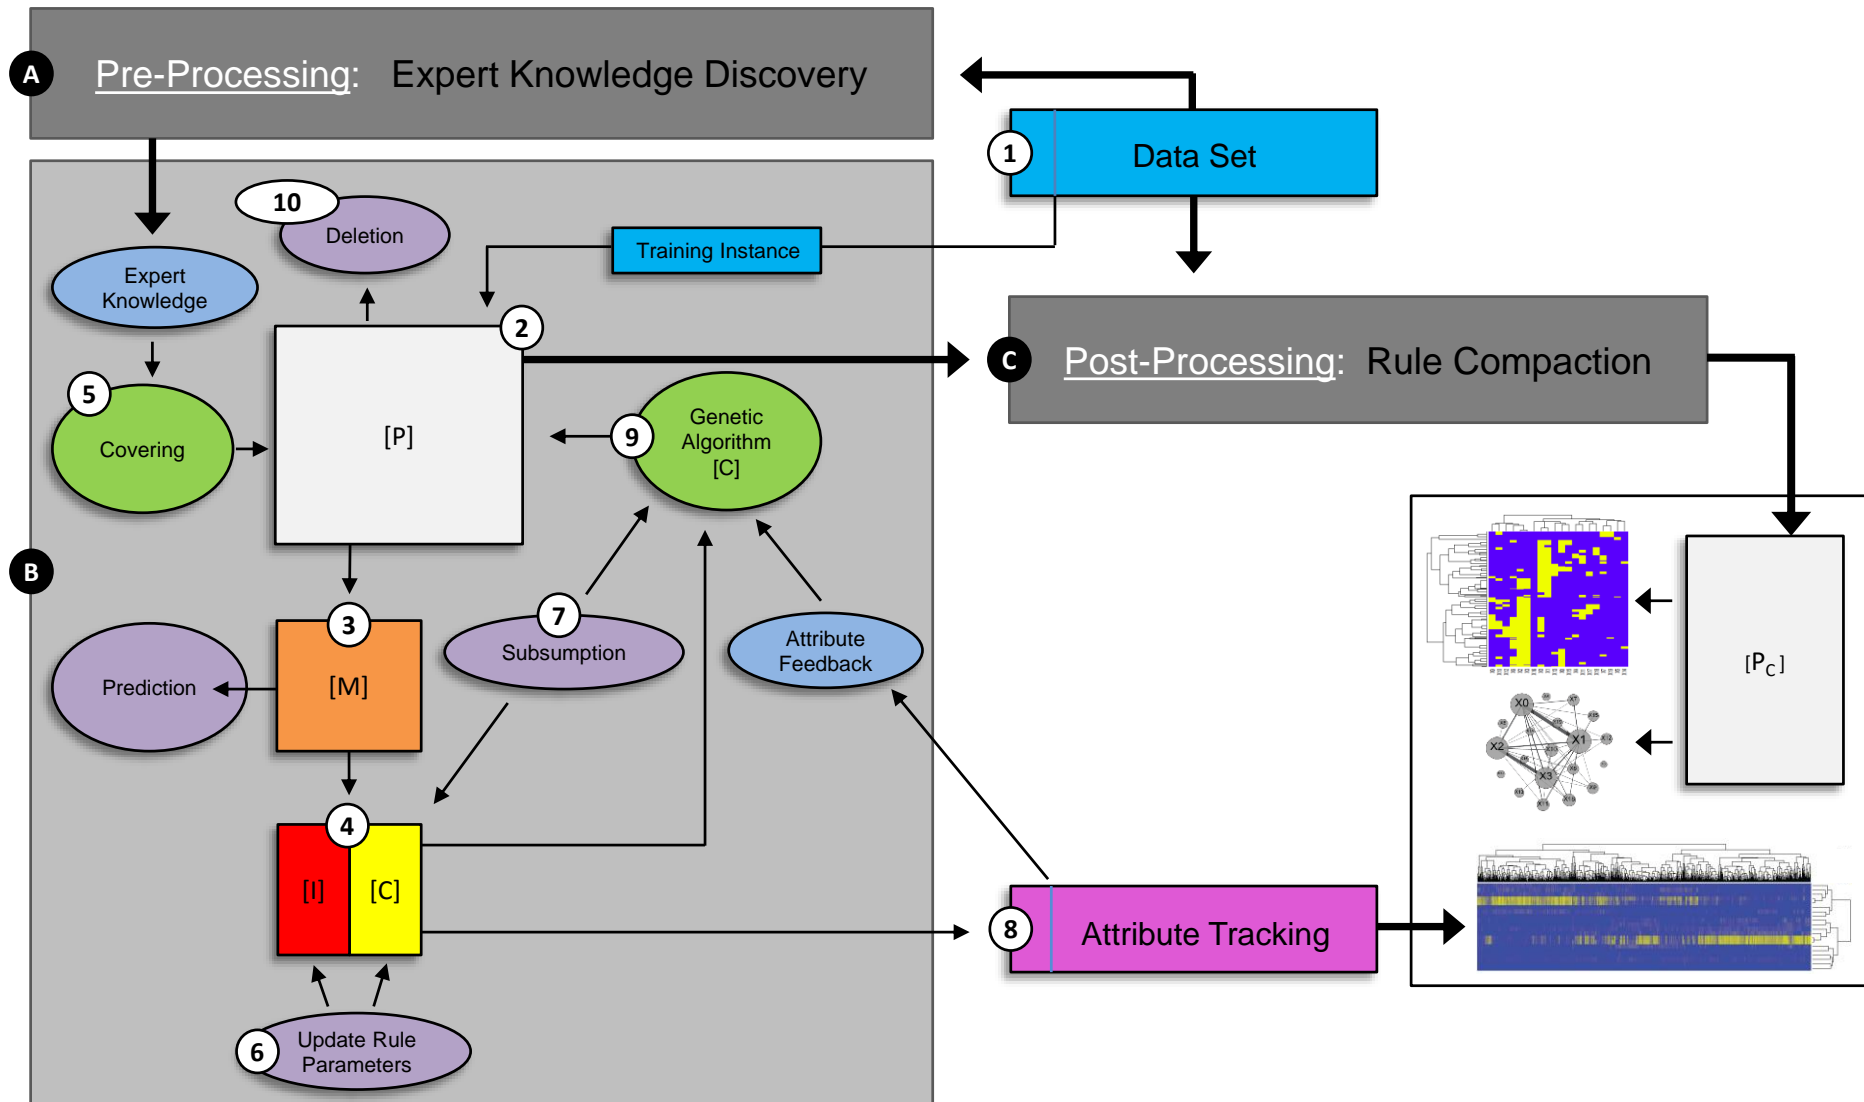 A
Pre-Processing: Expert Knowledge Discovery
1
Data Set
10
Deletion
Training Instance
Expert
Knowledge
2
C
Post-Processing: Rule Compaction
5
Covering
[P]
9
Genetic
Algorithm
[C]
B
3
7
Subsumption
Attribute
Feedback
Prediction
[M]
[PC]
X0
X1
X2
X3
4
[I]
[C]
8
Attribute Tracking
6
Update Rule
Parameters